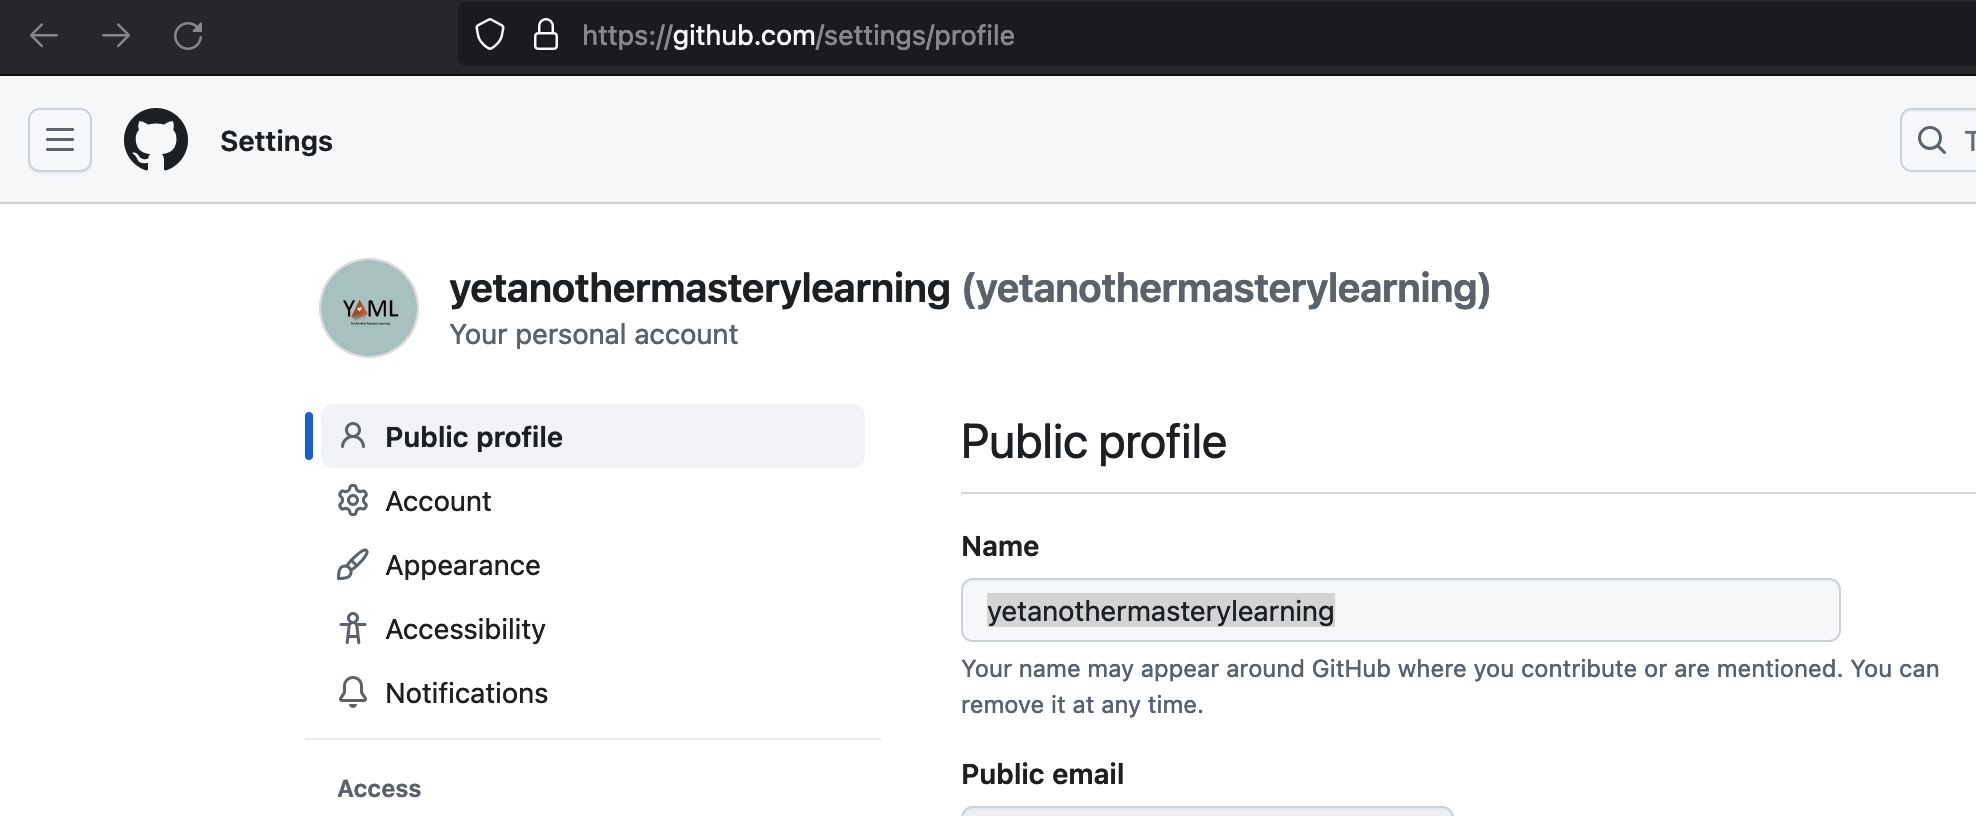 https://github.com/settings/profile
Settings
T
YAML
yetanothermasterylearning (yetanothermasterylearning)
Your personal account
Public profile
Account
Appearance
Accessibility
Notifications
Access
Public profile
Name
yetanothermasterylearning
Your name may appear around GitHub where you contribute or are mentioned. You can
remove it at any time.
Public email